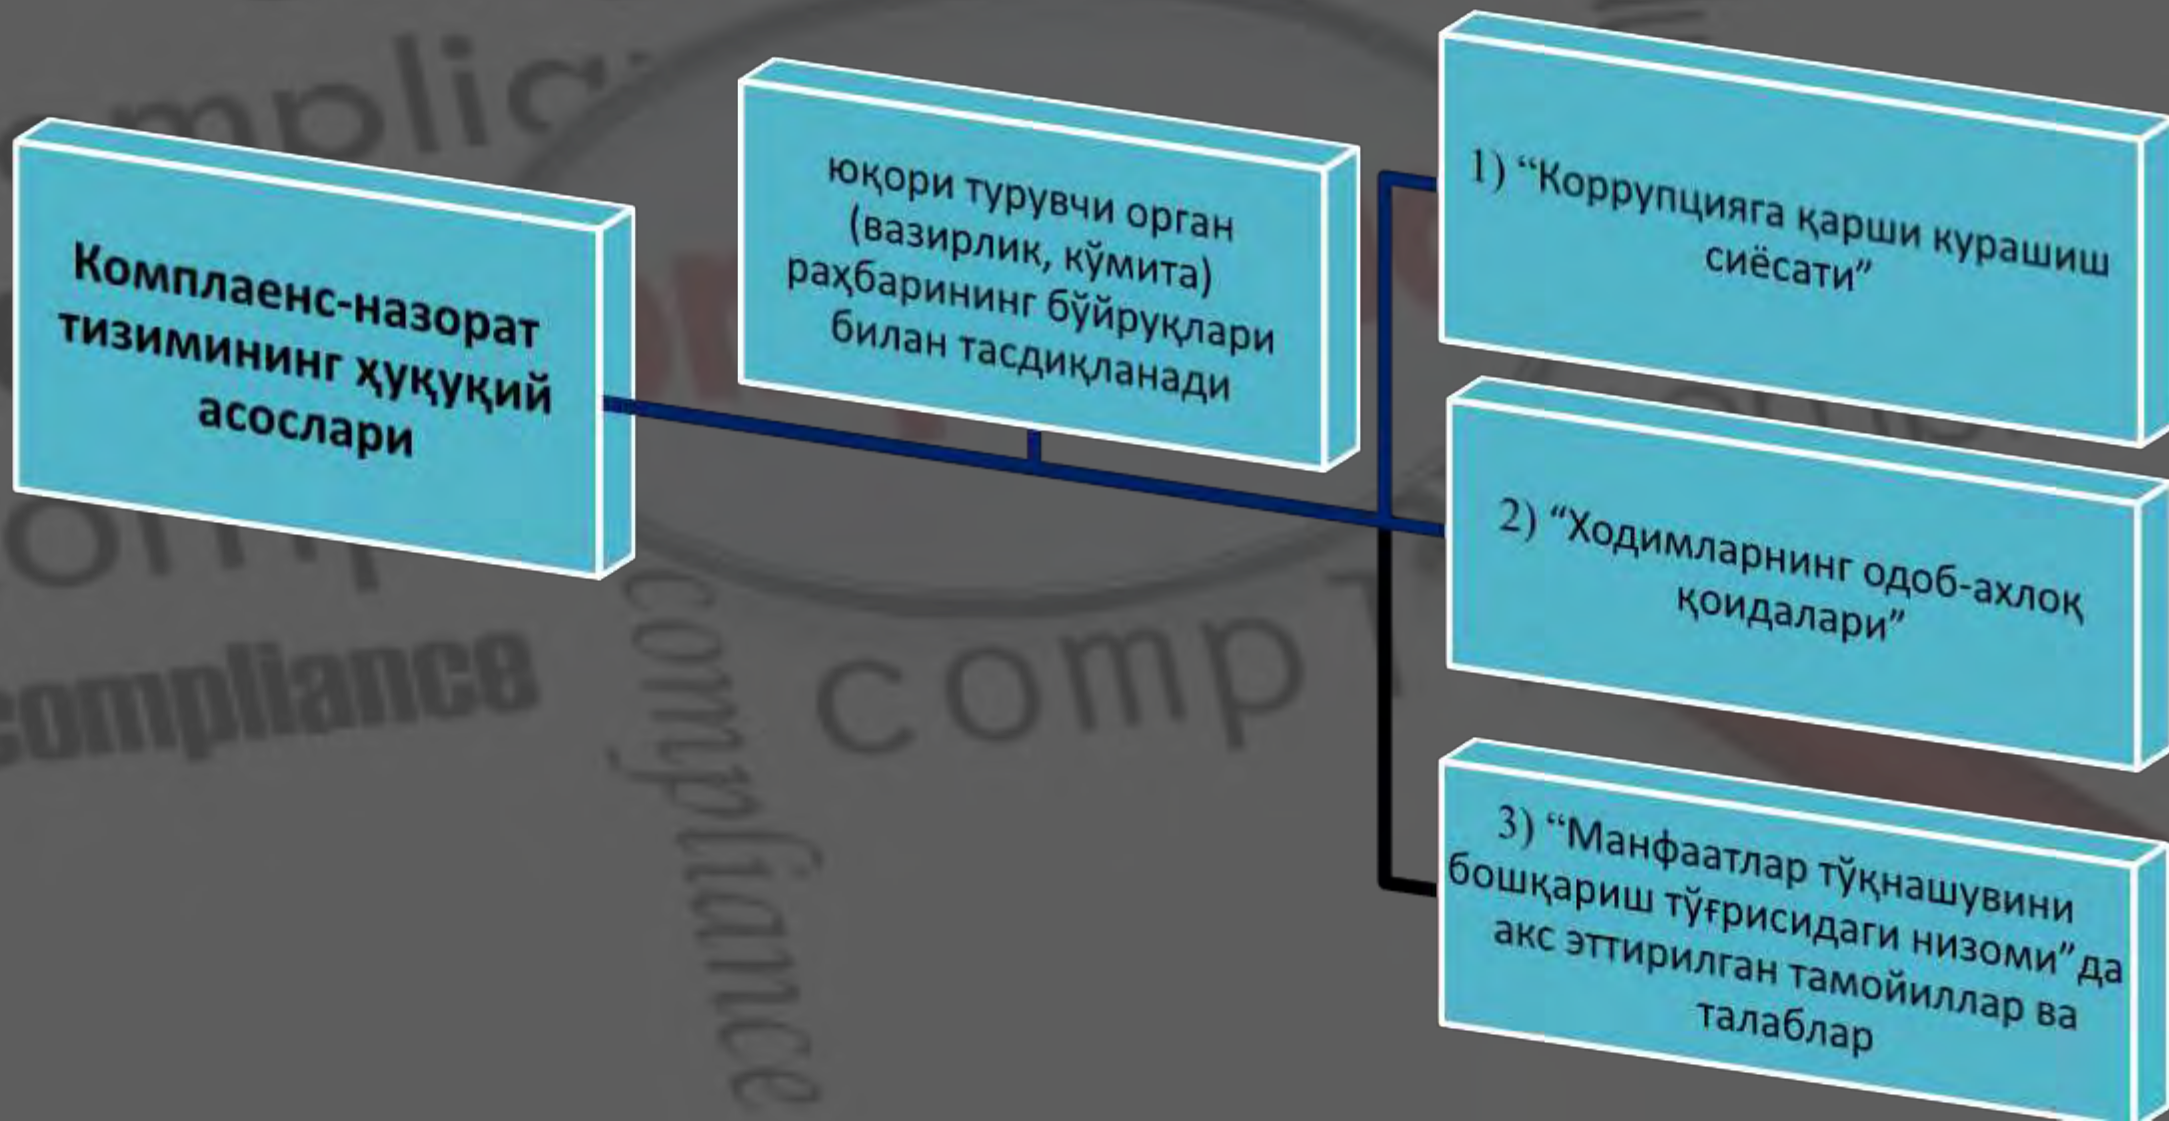 Комплаенс-назорат
тизимининг ҳуқуқий
асослари
юқори турувчи орган
(вазирлик, кўмита)
раҳбарининг бўйруқлари
билан тасдиқланади
1) “Коррупцияга қарши курашиш
сиёсати”
2) “Ходимларнинг одоб-ахлоқ
қоидалари”
3) “Манфаатлар тўқнашувини
бошқариш тўғрисидаги низоми”да
акс эттирилган тамойиллар ва
талаблар
compliance
compliance